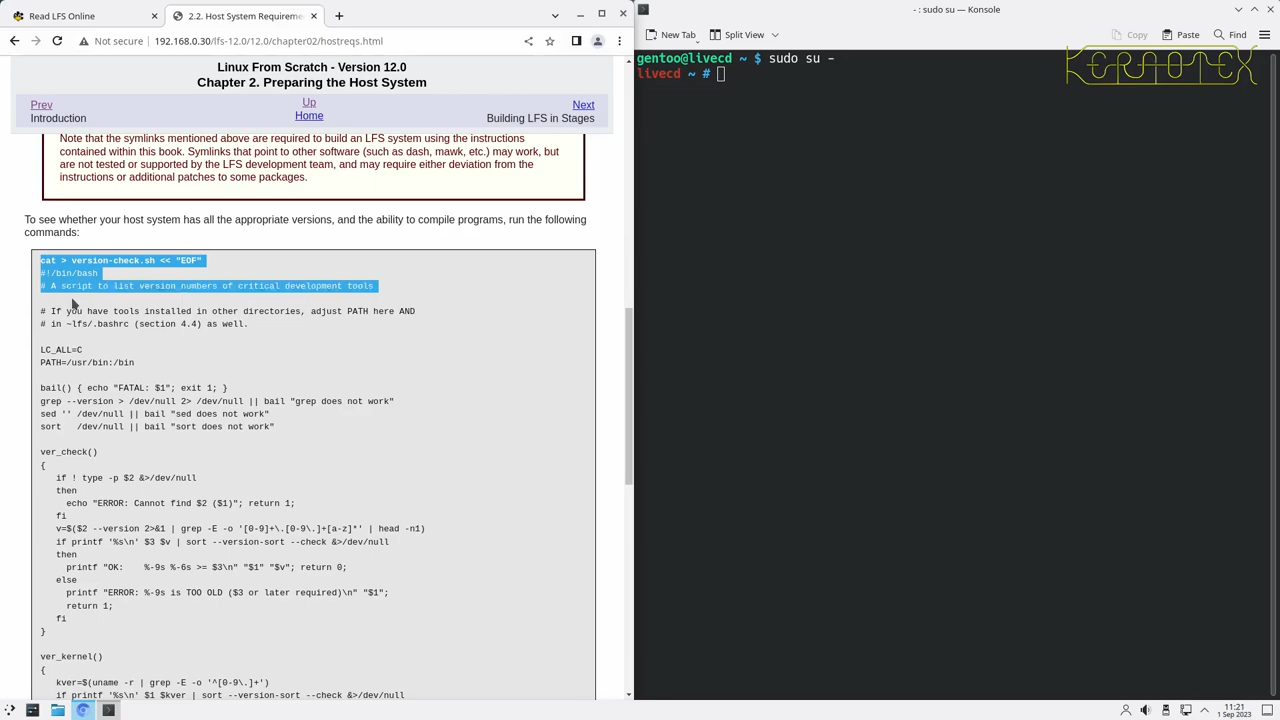 Read LFS Online
2.2. Host System Requireme
Not secure
192.168.0.30/lfs-12.0/12.0/chapter02/hostreqs.html
Linux From Scratch - Version 12.0
Chapter 2. Preparing the Host System
Prev
Up
Next
Introduction
Home
Building LFS in Stages
Note that the symlinks mentioned above are required to build an LFS system using the instructions
contained within this book. Symlinks that point to other software (such as dash, mawk, etc.) may work, but
are not tested or supported by the LFS development team, and may require either deviation from the
instructions or additional patches to some packages.
To see whether your host system has all the appropriate versions, and the ability to compile programs, run the following
commands:
cat > version-check.sh << "EOF"
#!/bin/bash
# A script to list version numbers of critical development tools
# If you have tools installed in other directories, adjust PATH here AND
# in ~lfs/.bashrc (section 4.4) as well.
LC_ALL=C
PATH=/usr/bin:/bin
bail() { echo "FATAL: $1"; exit 1; }
grep --version > /dev/null 2> /dev/null || bail "grep does not work"
sed '' /dev/null || bail "sed does not work"
sort   /dev/null || bail "sort does not work"
ver_check()
{
   if ! type -p $2 &>/dev/null
   then
     echo "ERROR: Cannot find $2 ($1)"; return 1;
   fi
   v=$($2 --version 2>&1 | grep -E -o '[0-9]+\.[0-9\.]+[a-z]*' | head -n1)
   if printf '%s\n' $3 $v | sort --version-sort --check &>/dev/null
   then
     printf "OK:    %-9s %-6s >= $3\n" "$1" "$v"; return 0;
   else
     printf "ERROR: %-9s is TOO OLD ($3 or later required)\n" "$1";
     return 1;
   fi
}
ver_kernel()
{
   kver=$(uname -r | grep -E -o '^[0-9\.]+')
   if printf '%s\n' $1 $kver | sort --version-sort --check &>/dev/null
- : sudo su — Konsole
New Tab
Split View
Copy
Paste
Find
gentoo@livecd ~ $ sudo su -
livecd ~ #
KERNOTEX
11:21
1 Sep 2023